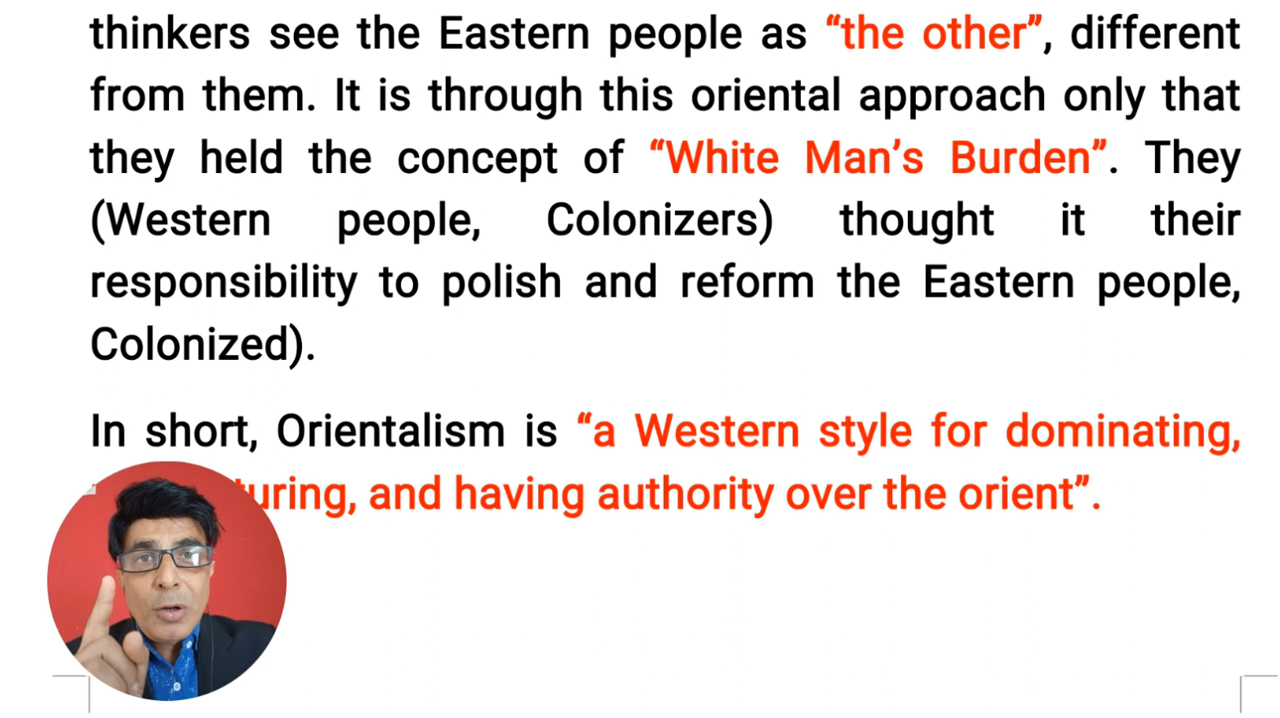 thinkers see the Eastern people as “the other”, different
from them. It is through this oriental approach only that
they held the concept of “White Man’s Burden”. They
(Western people, Colonizers) thought it their
responsibility to polish and reform the Eastern people,
Colonized).
In short, Orientalism is “a Western style for dominating,
and having authority over the orient”.